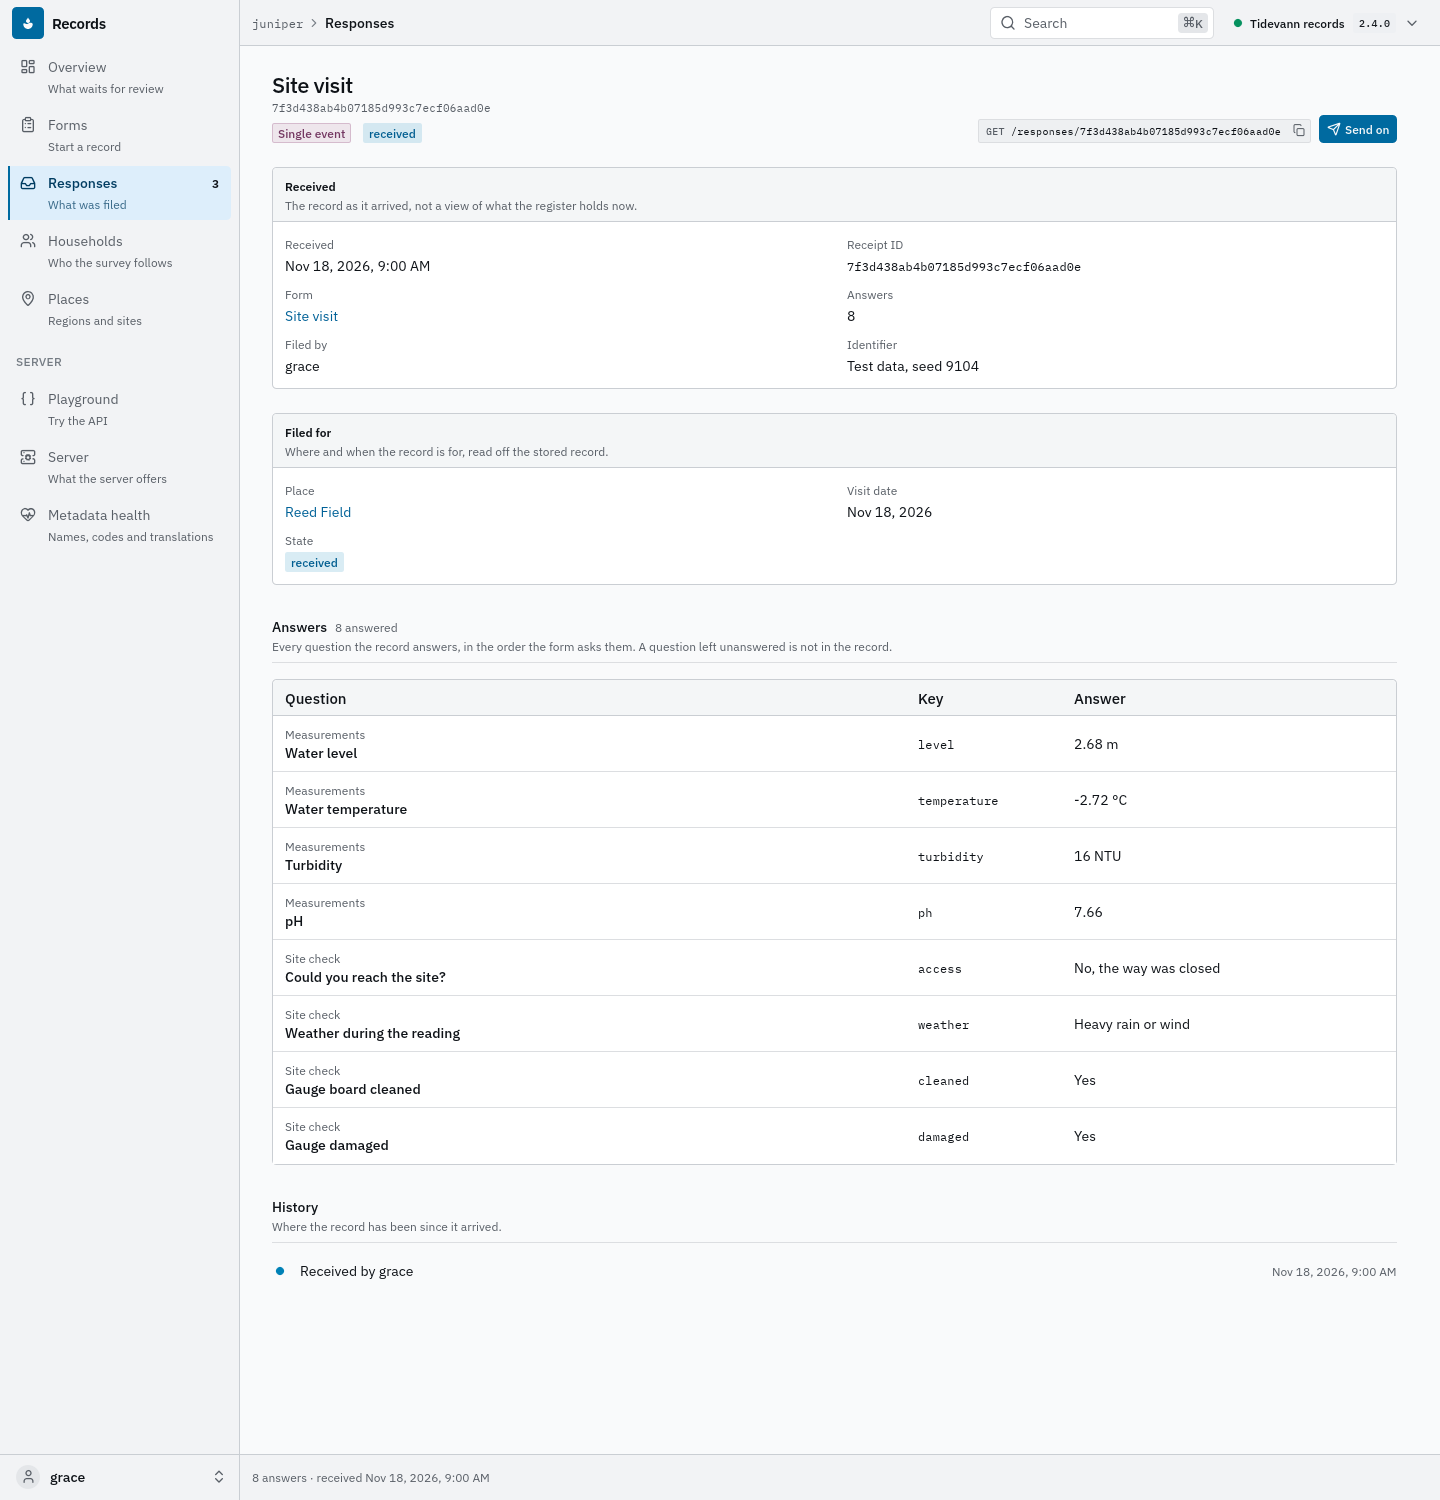 Records
Overview
What waits for review
Forms
Start a record
Responses 3
What was filed
Households
Who the survey follows
Places
Regions and sites
SERVER
Playground
Try the API
Server
What the server offers
Metadata health
Names, codes and translations
grace
juniper > Responses
Search ⌘K
Tidevann records 2.4.0
Site visit
7f3d438ab4b07185d993c7ecf06aad0e
Single event received
GET /responses/7f3d438ab4b07185d993c7ecf06aad0e
Send on
Received
The record as it arrived, not a view of what the register holds now.
Received
Nov 18, 2026, 9:00 AM
Receipt ID
7f3d438ab4b07185d993c7ecf06aad0e
Form
Site visit
Answers
8
Filed by
grace
Identifier
Test data, seed 9104
Filed for
Where and when the record is for, read off the stored record.
Place
Reed Field
Visit date
Nov 18, 2026
State
received
Answers 8 answered
Every question the record answers, in the order the form asks them. A question left unanswered is not in the record.
Question Key Answer
Measurements
Water level level 2.68 m
Measurements
Water temperature temperature -2.72 °C
Measurements
Turbidity turbidity 16 NTU
Measurements
pH ph 7.66
Site check
Could you reach the site? access No, the way was closed
Site check
Weather during the reading weather Heavy rain or wind
Site check
Gauge board cleaned cleaned Yes
Site check
Gauge damaged damaged Yes
History
Where the record has been since it arrived.
Received by grace Nov 18, 2026, 9:00 AM
8 answers · received Nov 18, 2026, 9:00 AM